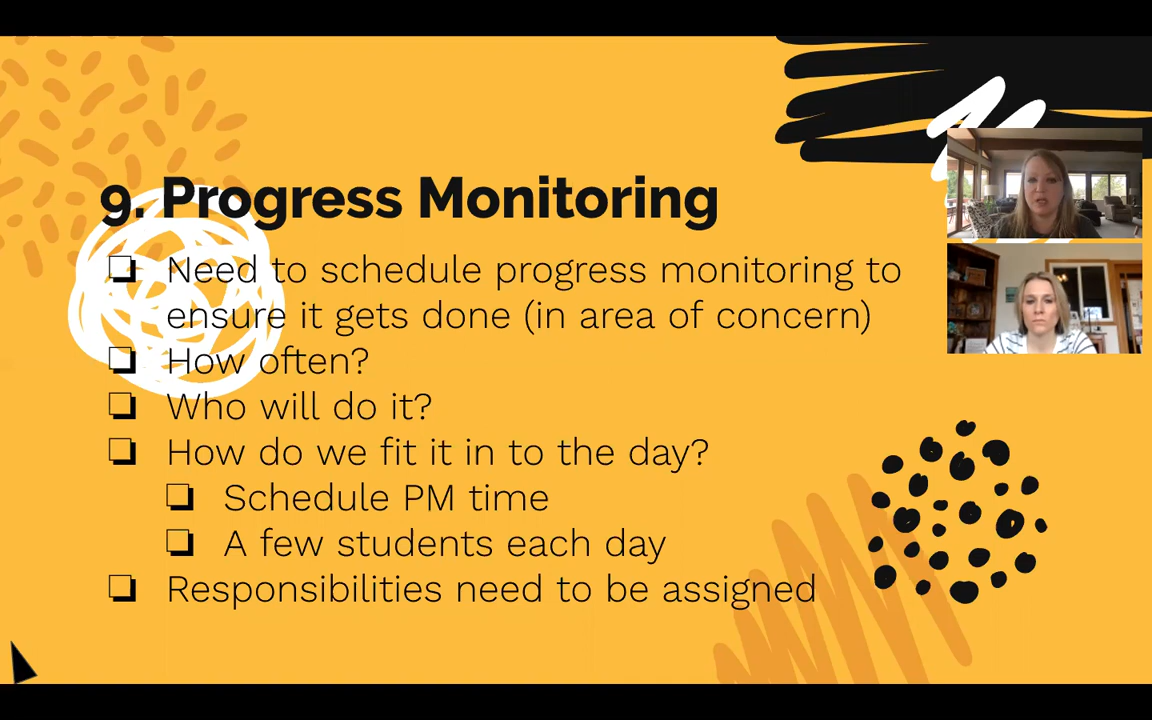 9. Progress Monitoring
Need to schedule progress monitoring to
ensure it gets done (in area of concern)
How often?
Who will do it?
How do we fit it in to the day?
Schedule PM time
A few students each day
Responsibilities need to be assigned